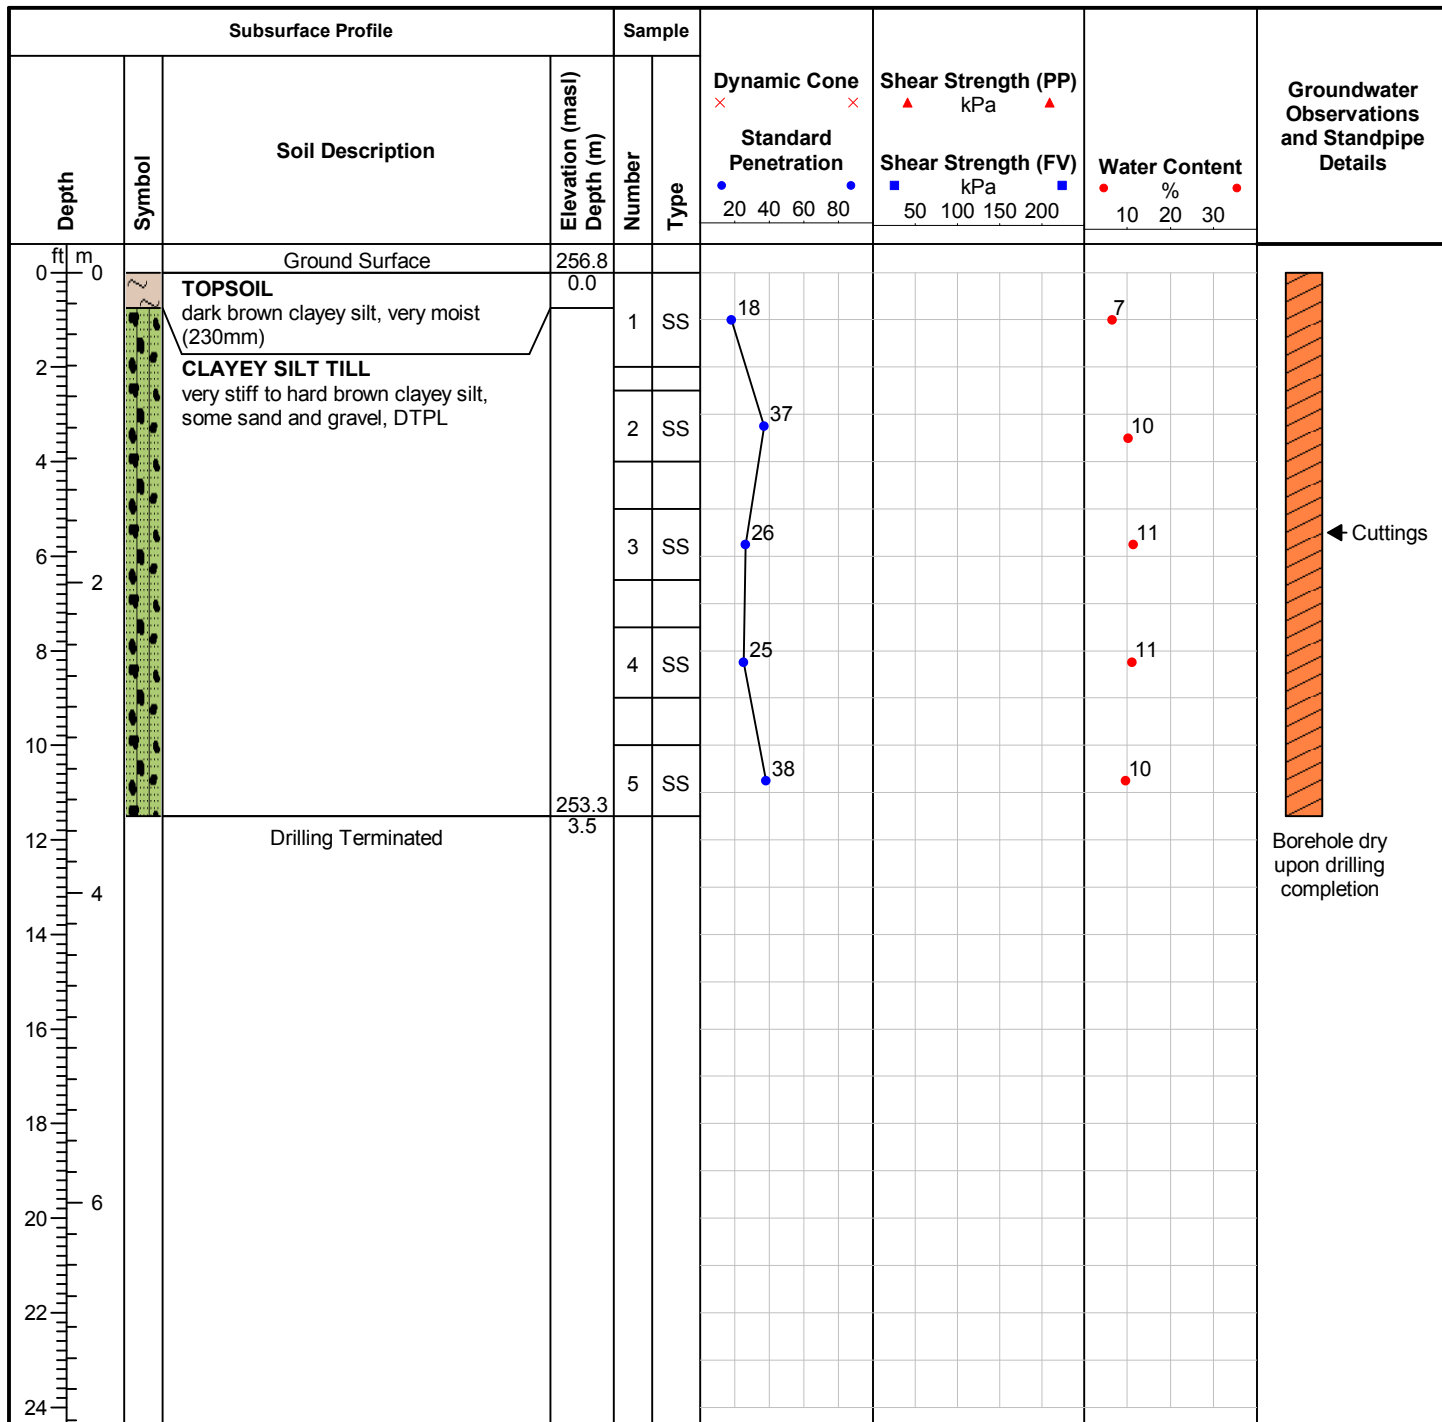 Subsurface Profile
Sample
Depth
Symbol
Soil Description
Elevation (masl)
Depth (m)
Number
Type
Dynamic Cone
Standard
Penetration
20 40 60 80
Shear Strength (PP)
kPa
Shear Strength (FV)
kPa
50 100 150 200
Water Content
%
10 20 30
Groundwater
Observations
and Standpipe
Details
ft m
Ground Surface
256.8
0 0
0.0
TOPSOIL
dark brown clayey silt, very moist
(230mm)
1 SS
18
7
2
CLAYEY SILT TILL
very stiff to hard brown clayey silt,
some sand and gravel, DTPL
2 SS
37
10
4
3 SS
26
11
Cuttings
6
2
8
4 SS
25
11
10
5 SS
38
10
253.3
3.5
12
Drilling Terminated
Borehole dry
upon drilling
completion
4
14
16
18
6
20
22
24